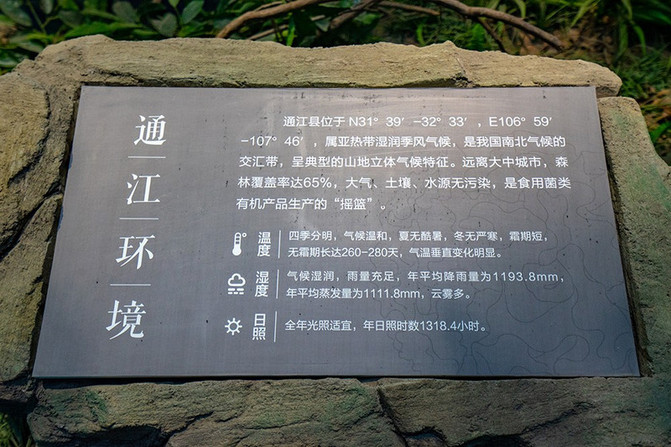 通江环境
通江县位于 N31° 39′ -32° 33′ , E106° 59′
-107° 46′ ，属亚热带湿润季风气候，是我国南北气候的
交汇带，呈典型的山地立体气候特征。远离大中城市，森
林覆盖率达65%，大气、土壤、水源无污染，是食用菌类
有机产品生产的“摇篮”。
温度
四季分明，气候温和，夏无酷暑，冬无严寒，霜期短，
无霜期长达260-280天，气温垂直变化明显。
湿度
气候湿润，雨量充足，年平均降雨量为1193.8mm，
年平均蒸发量为1111.8mm，云雾多。
日照
全年光照适宜，年日照时数1318.4小时。